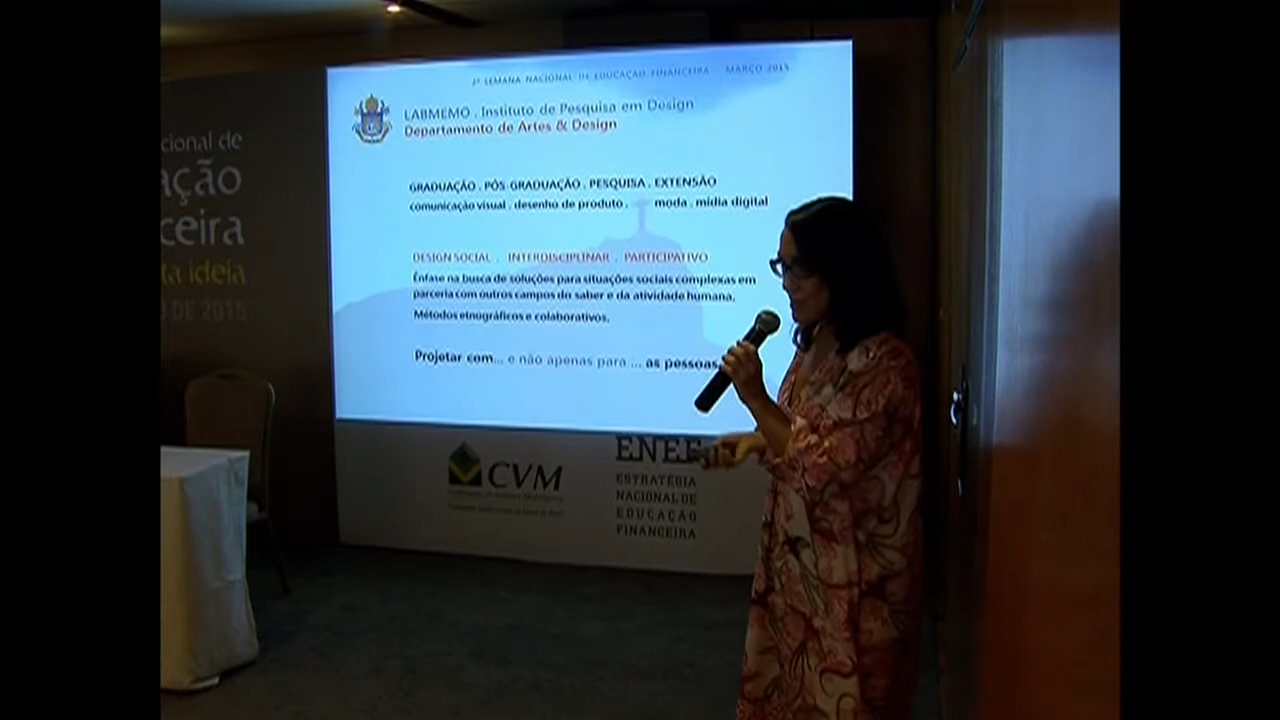 2ª SEMANA NACIONAL DE EDUCAÇÃO FINANCEIRA . MARÇO 2015.
LABMEMO . Instituto de Pesquisa em Design
Departamento de Artes & Design
GRADUAÇÃO . PÓS-GRADUAÇÃO . PESQUISA . EXTENSÃO
comunicação visual . desenho de produto . moda . mídia digital
DESIGN SOCIAL . INTERDISCIPLINAR . PARTICIPATIVO
Ênfase na busca de soluções para situações sociais complexas em
parceria com outros campos do saber e da atividade humana.
Métodos etnográficos e colaborativos.
Projetar com... e não apenas para ... as pessoas
cional de
ação
ceira
ta ideia
DE 2015
CVM
ENEF
ESTRATÉGIA
NACIONAL DE
EDUCAÇÃO
FINANCEIRA